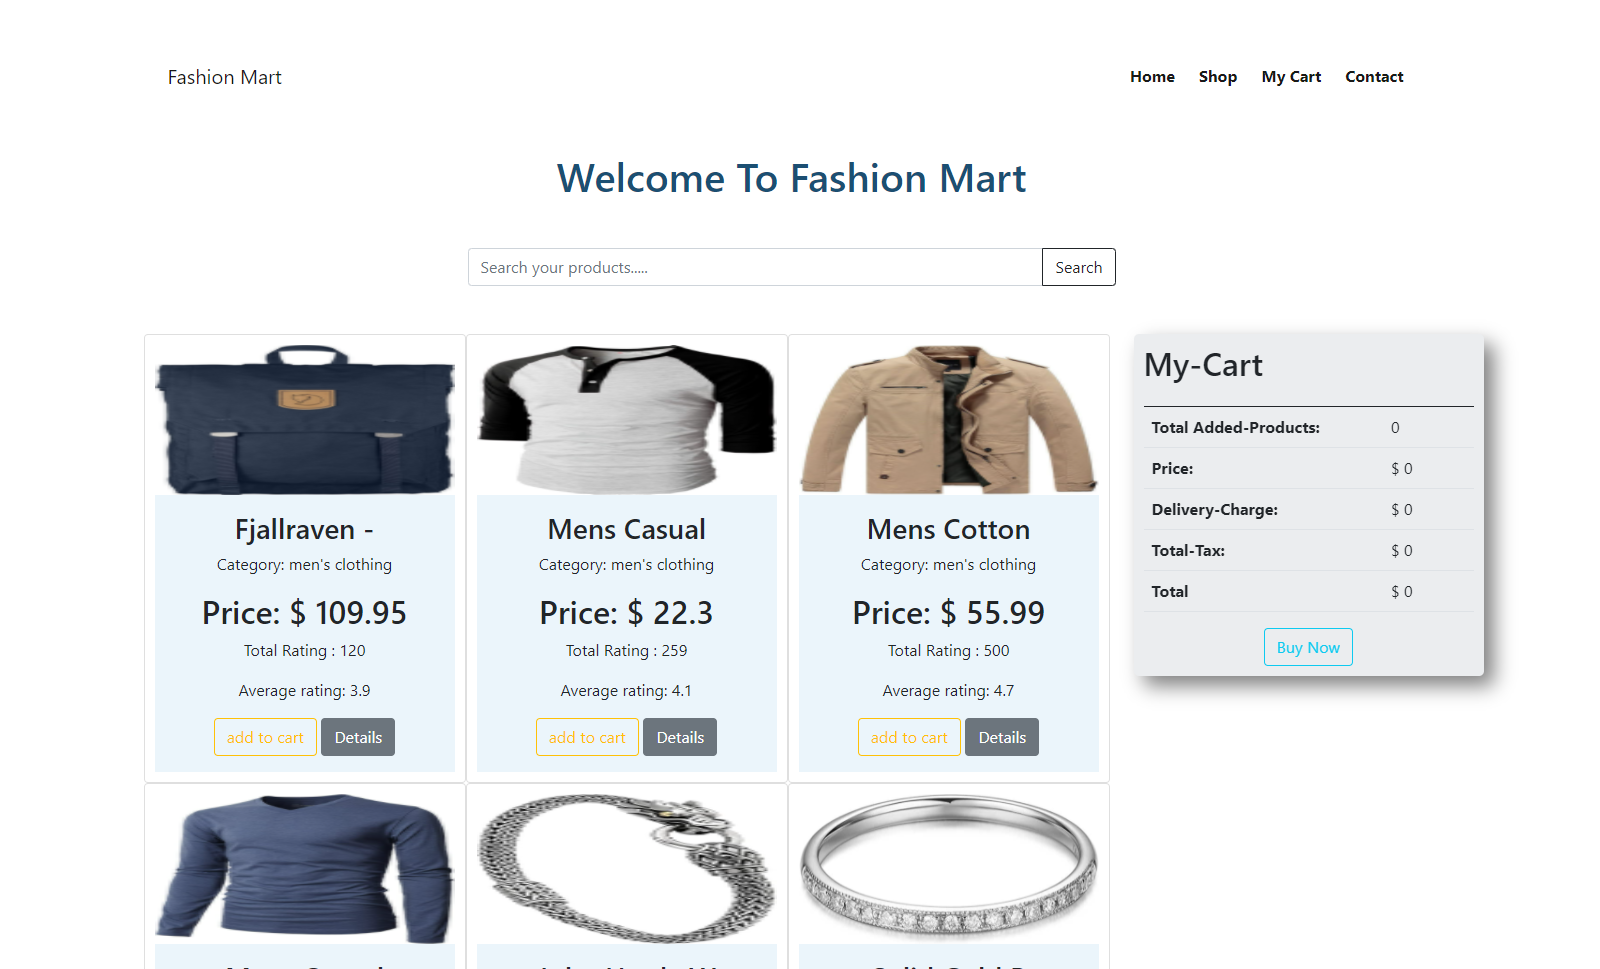 Fashion Mart
Home Shop My Cart Contact
Welcome To Fashion Mart
Search your products.....
Search
Fjallraven -
Category: men's clothing
Price: $ 109.95
Total Rating : 120
Average rating: 3.9
add to cart Details
Mens Casual
Category: men's clothing
Price: $ 22.3
Total Rating : 259
Average rating: 4.1
add to cart Details
Mens Cotton
Category: men's clothing
Price: $ 55.99
Total Rating : 500
Average rating: 4.7
add to cart Details
My-Cart
Total Added-Products: 0
Price: $ 0
Delivery-Charge: $ 0
Total-Tax: $ 0
Total $ 0
Buy Now